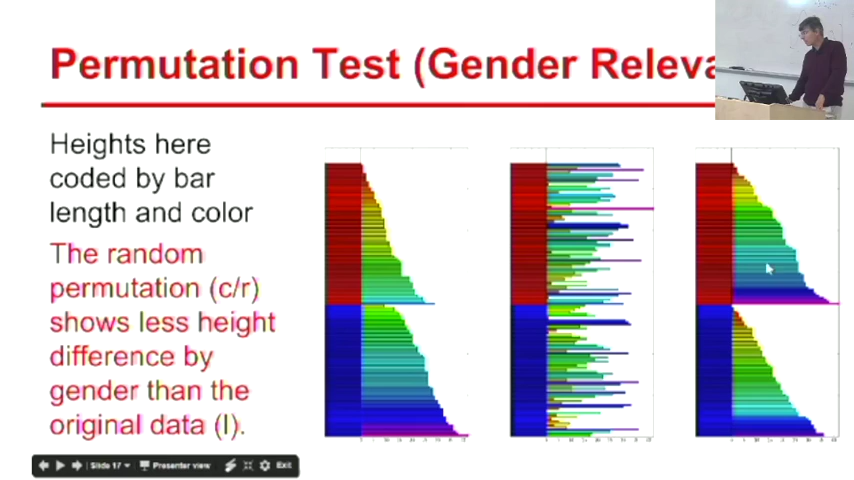 Permutation Test (Gender Releva
Heights here
coded by bar
length and color
The random
permutation (c/r)
shows less height
difference by
gender than the
original data (l).
Slide 17
Presenter view
Exit